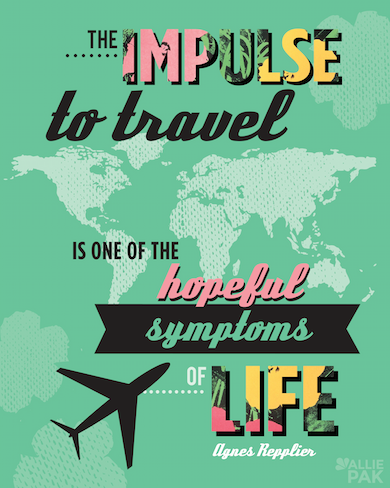 THE IMPULSE
to travel
IS ONE OF THE
hopeful
symptoms
OF LIFE
Agnes Repplier
ALLIE
PAK